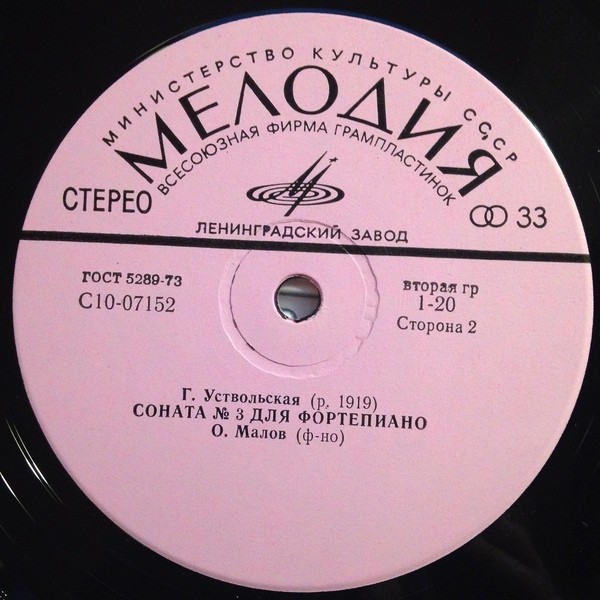 МИНИСТЕРСТВО КУЛЬТУРЫ СССР
МЕЛОДИЯ
ВСЕСОЮЗНАЯ ФИРМА ГРАМПЛАСТИНОК
СТЕРЕО
33
ЛЕНИНГРАДСКИЙ ЗАВОД
ГОСТ 5289-73
С10-07152
вторая гр
1-20
Сторона 2
Г. Уствольская (р. 1919)
СОНАТА № 3 ДЛЯ ФОРТЕПИАНО
О. Малов (ф-но)